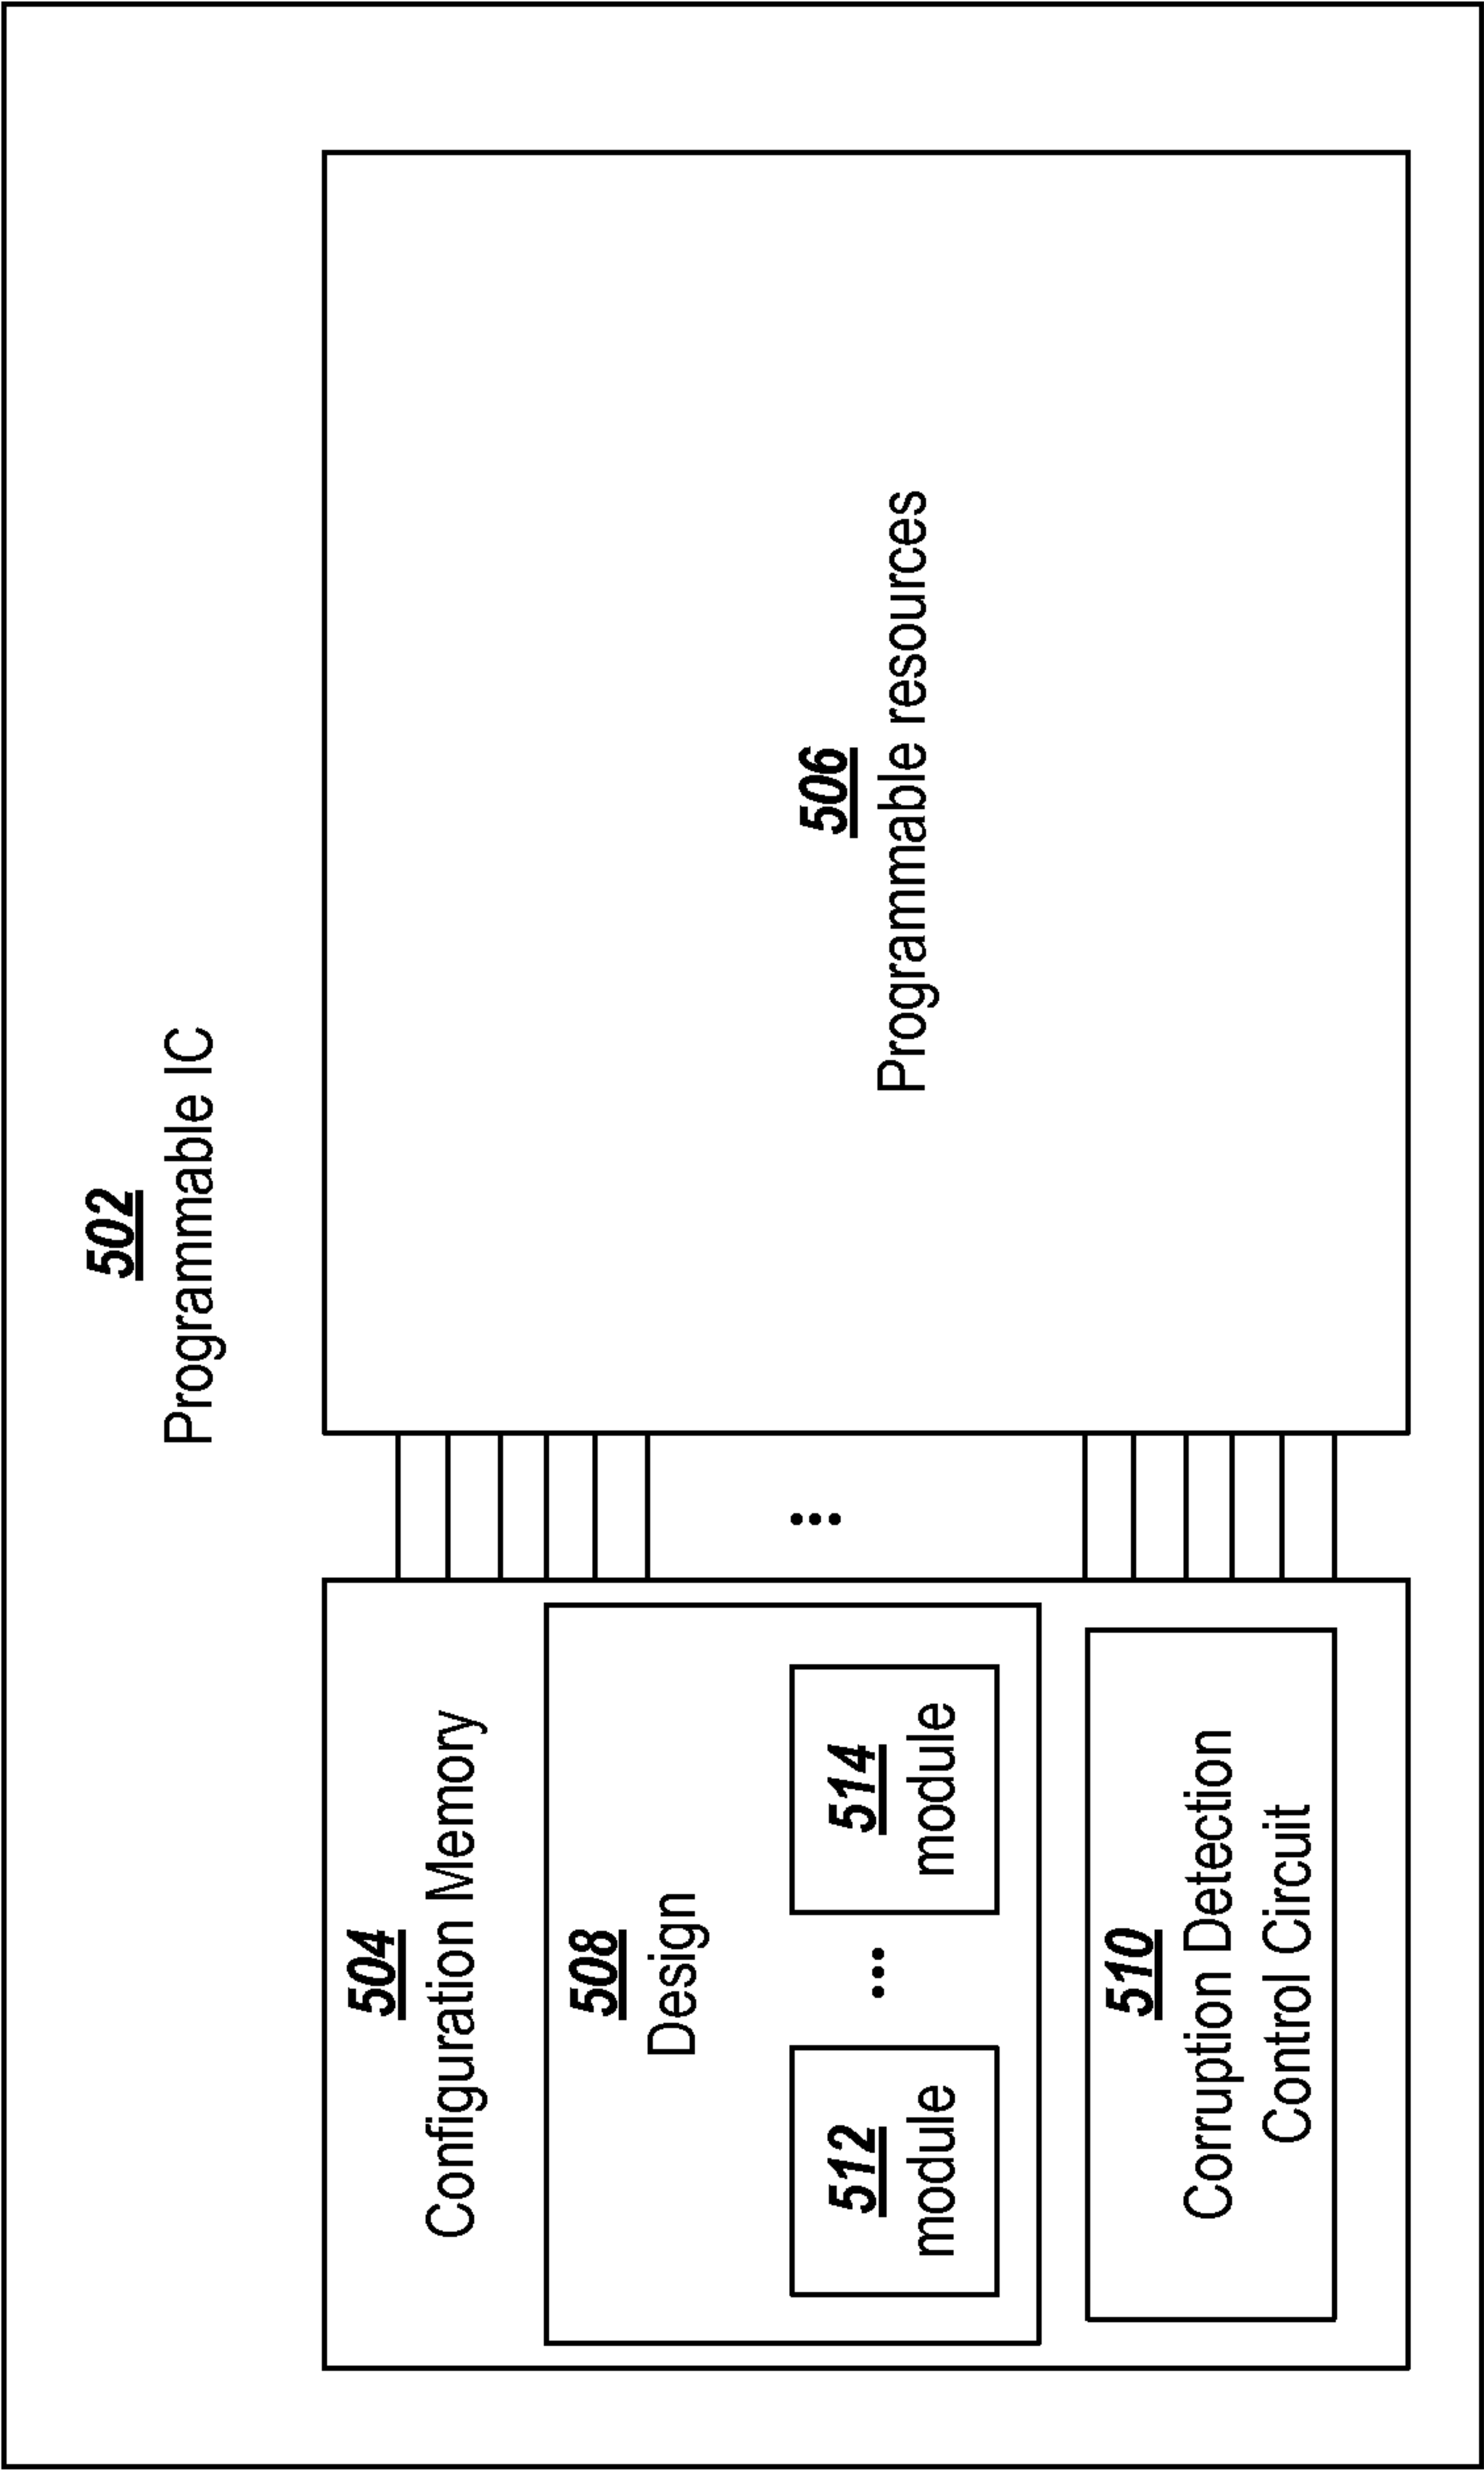 502
Programmable IC
504
Configuration Memory
508
Design
512
module
...
514
module
510
Corruption Detection
Control Circuit
...
506
Programmable resources